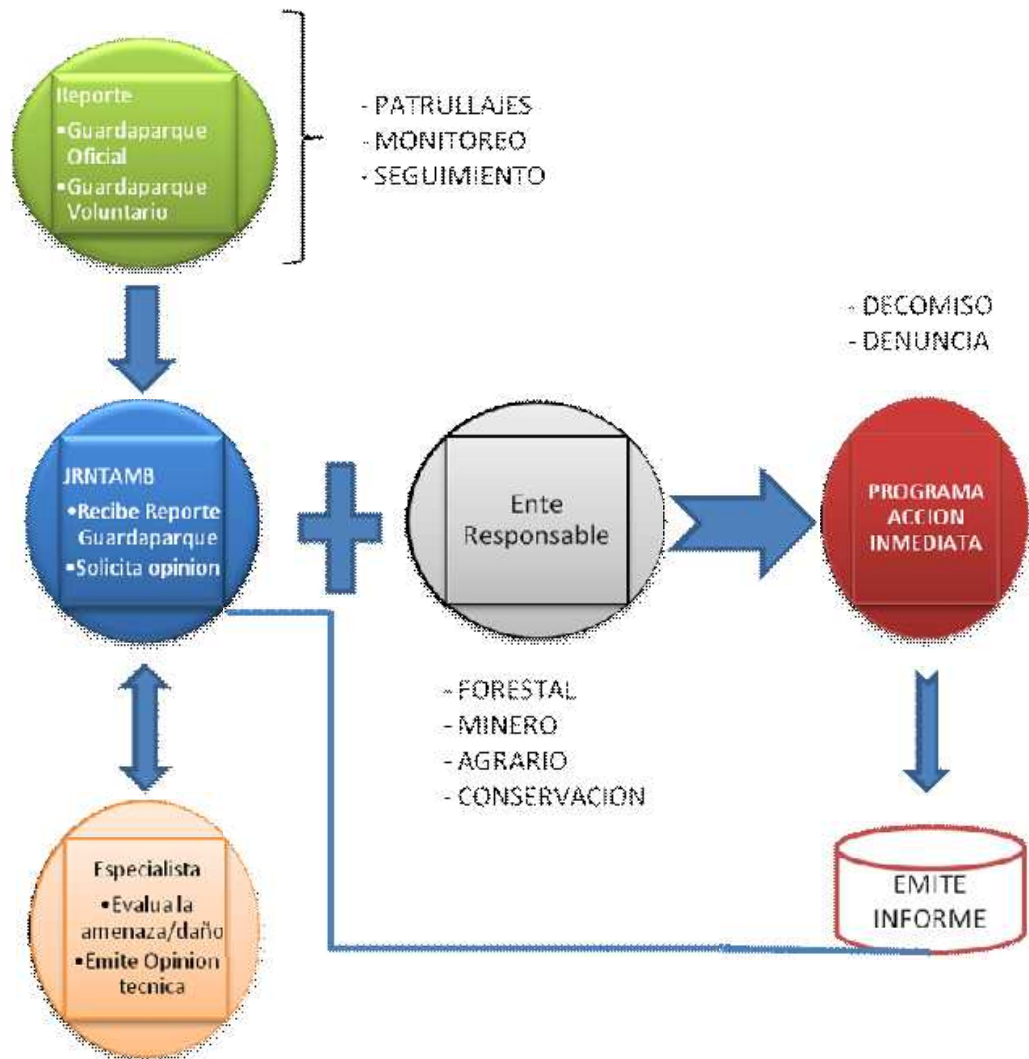 Reporte
▪Guardaparque
Oficial
▪Guardaparque
Voluntario
- PATRULLAJES
- MONITOREO
- SEGUIMIENTO
- DECOMISO
- DENUNCIA
JRNTAMB
▪Recibe Reporte
Guardaparque
▪Solicita opinion
Ente
Responsable
PROGRAMA
ACCION
INMEDIATA
- FORESTAL
- MINERO
- AGRARIO
- CONSERVACION
Especialista
▪Evalua la
amenaza/daño
▪Emite Opinion
tecnica
EMITE
INFORME